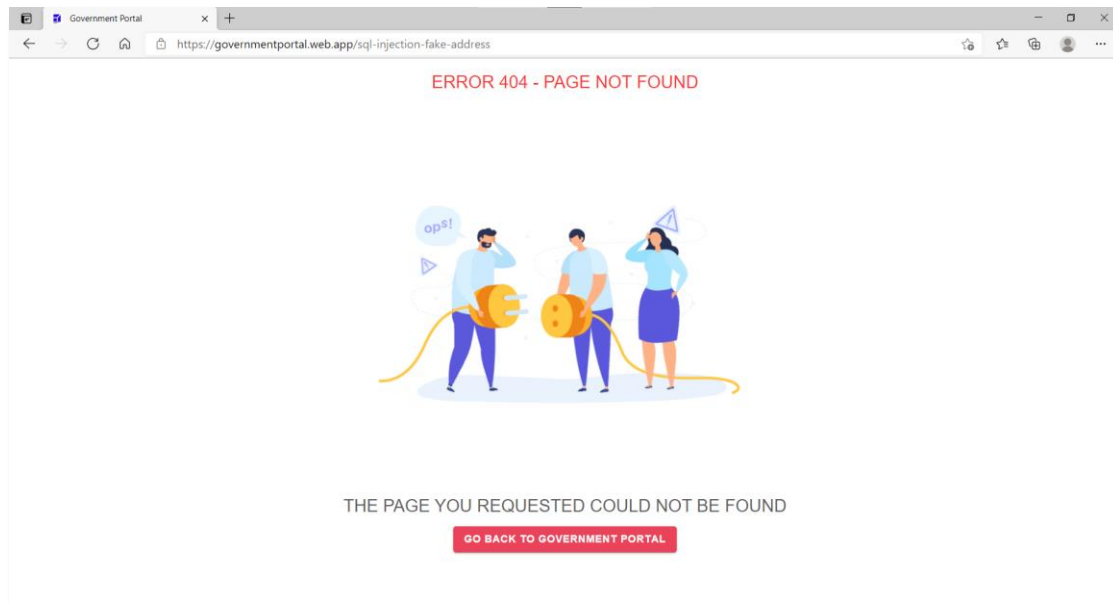 Government Portal
https://governmentportal.web.app/sql-injection-fake-address
ERROR 404 - PAGE NOT FOUND
ops!
THE PAGE YOU REQUESTED COULD NOT BE FOUND
GO BACK TO GOVERNMENT PORTAL